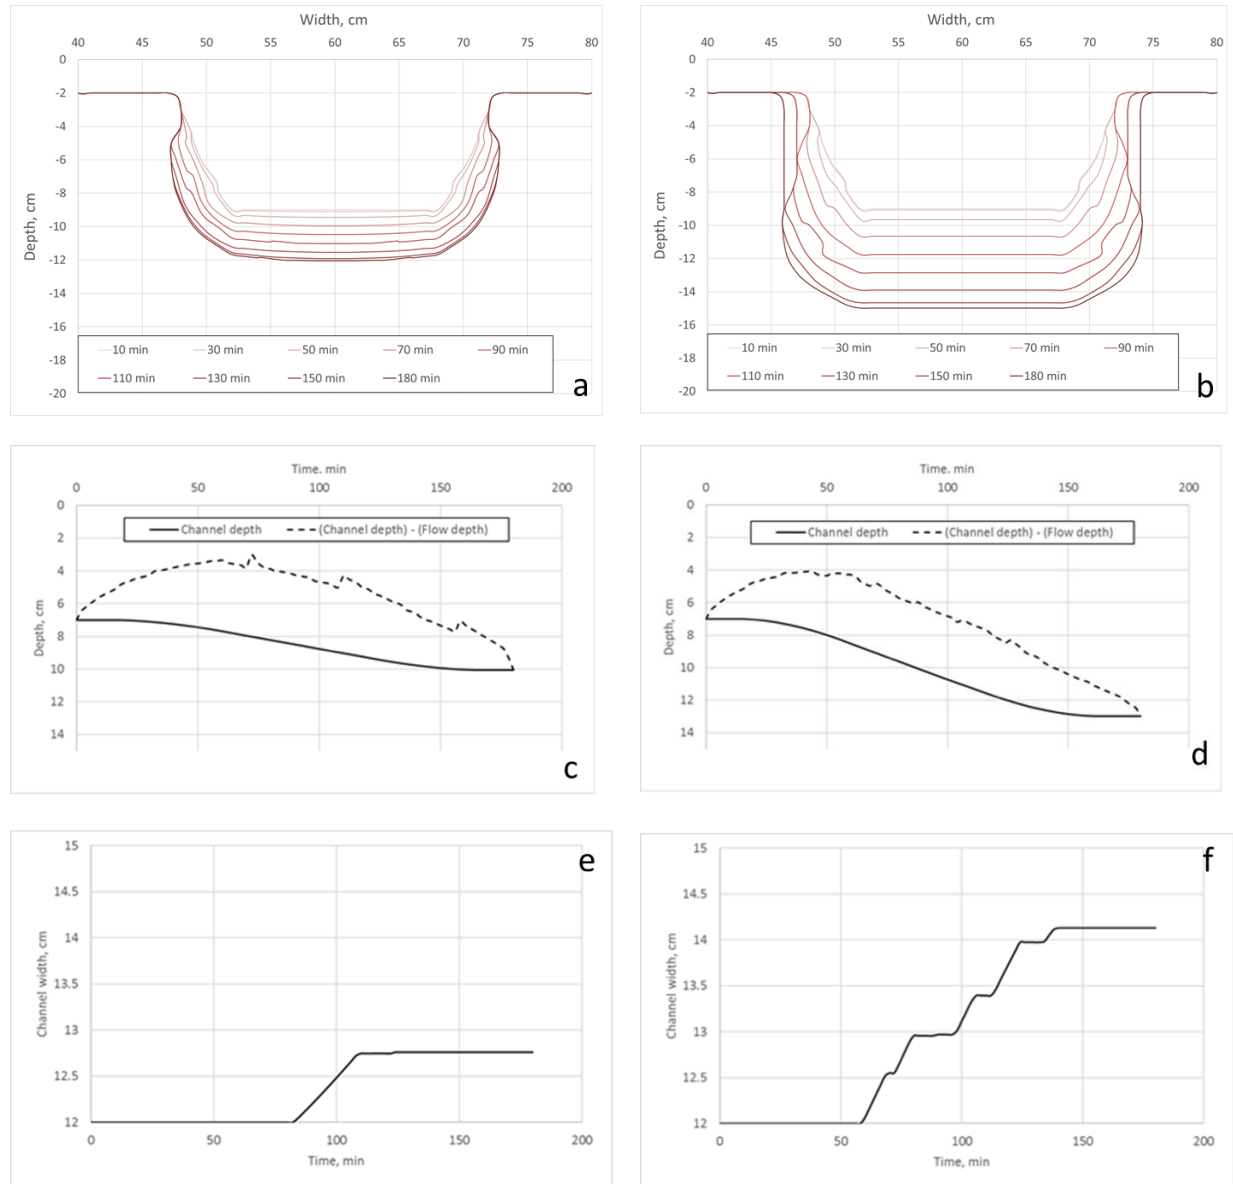 Width, cm
40 45 50 55 60 65 70 75 80
0
-2
-4
-6
-8
-10
-12
-14
-16
-18
-20
Depth, cm
10 min 30 min 50 min 70 min 90 min
110 min 130 min 150 min 180 min
a
Width, cm
40 45 50 55 60 65 70 75 80
0
-2
-4
-6
-8
-10
-12
-14
-16
-18
-20
Depth, cm
10 min 30 min 50 min 70 min 90 min
110 min 130 min 150 min 180 min
b
Time. min
0 50 100 150 200
0
2
4
6
8
10
12
14
Depth, cm
Channel depth (Channel depth) - (Flow depth)
c
Time. min
0 50 100 150 200
0
2
4
6
8
10
12
14
Depth, cm
Channel depth (Channel depth) - (Flow depth)
d
15
14.5
14
13.5
13
12.5
12
Channel width, cm
0 50 100 150 200
Time, min
e
15
14.5
14
13.5
13
12.5
12
Channel width, cm
0 50 100 150 200
Time, min
f